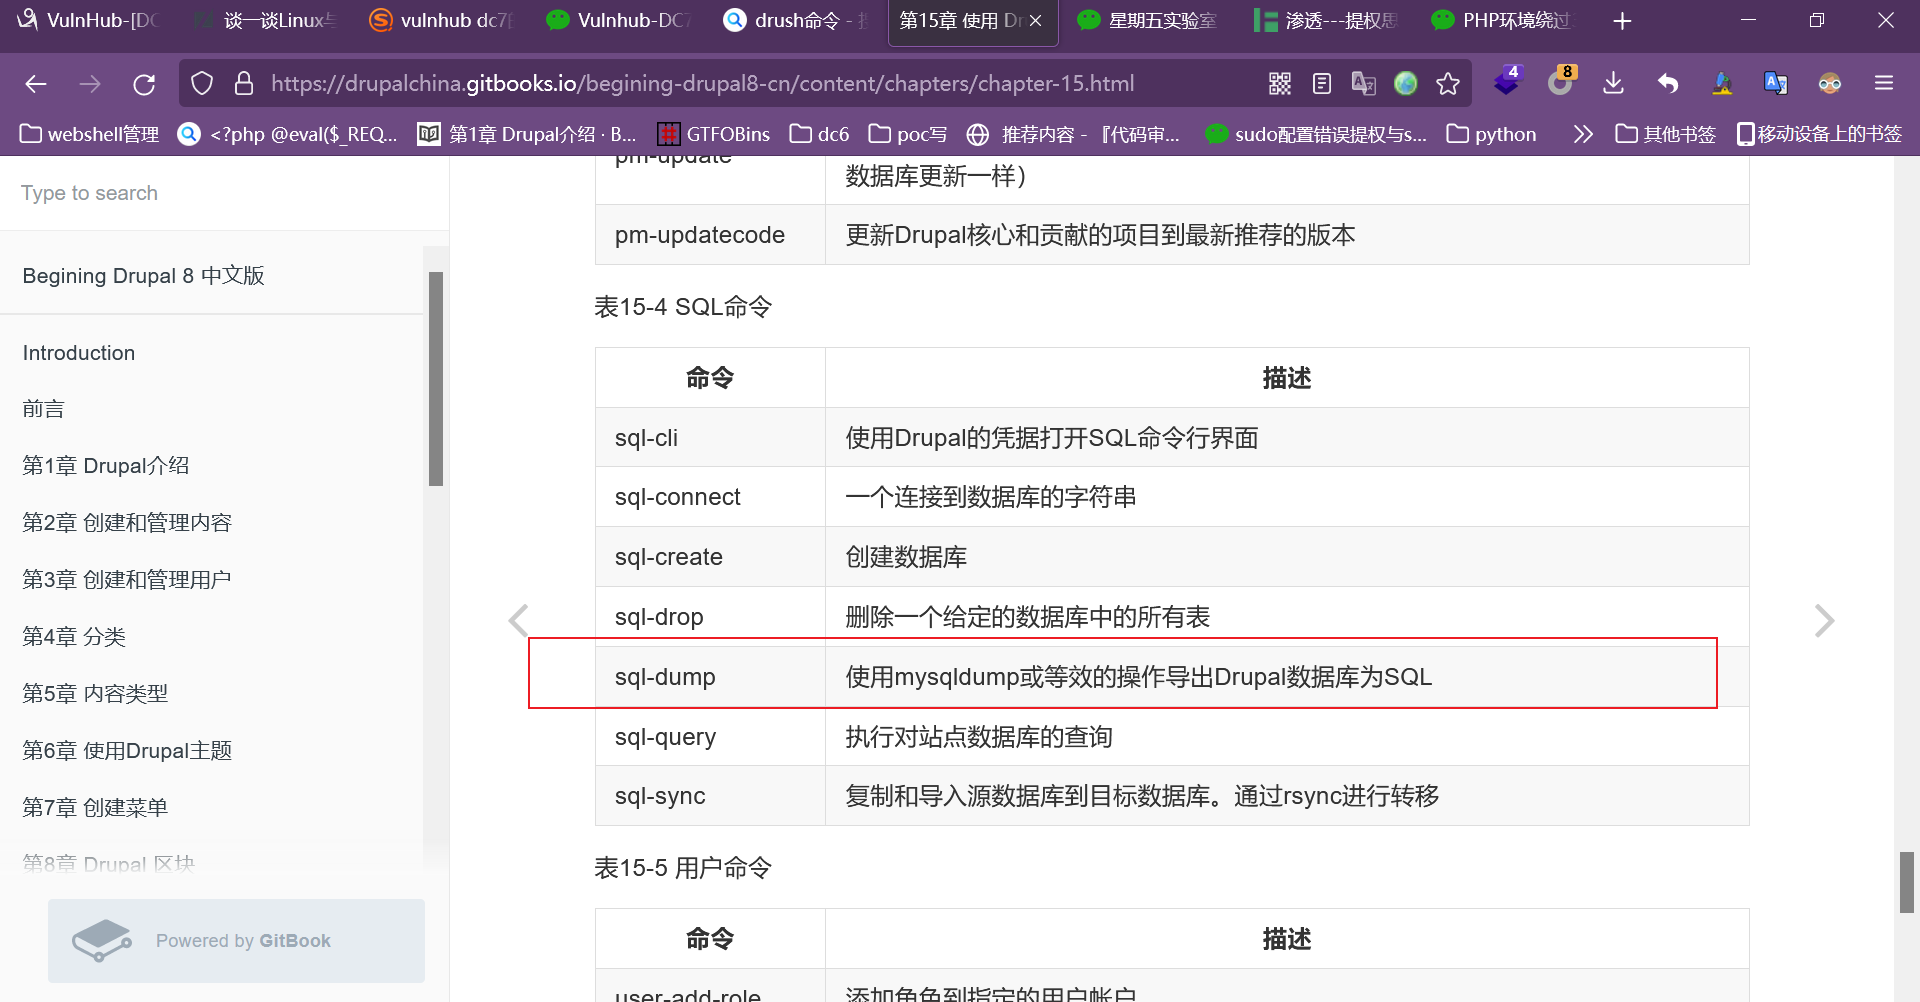 VulnHub-[DC
谈一谈Linux与
vulnhub dc7
Vulnhub-DC7
drush命令 - 
第15章 使用 Dr
星期五实验室
渗透---提权思
PHP环境绕过
https://drupalchina.gitbooks.io/begining-drupal8-cn/content/chapters/chapter-15.html
4
8
webshell管理
<?php @eval($_REQ...
第1章 Drupal介绍 · B...
GTFOBins
dc6
poc写
推荐内容 - 『代码审...
sudo配置错误提权与s...
python
其他书签
移动设备上的书签
Type to search
Begining Drupal 8 中文版
Introduction
前言
第1章 Drupal介绍
第2章 创建和管理内容
第3章 创建和管理用户
第4章 分类
第5章 内容类型
第6章 使用Drupal主题
第7章 创建菜单
第8章 Drupal 区块
Powered by GitBook
pm-update
数据库更新一样）
pm-updatecode 更新Drupal核心和贡献的项目到最新推荐的版本
表15-4 SQL命令
命令 描述
sql-cli 使用Drupal的凭据打开SQL命令行界面
sql-connect 一个连接到数据库的字符串
sql-create 创建数据库
sql-drop 删除一个给定的数据库中的所有表
sql-dump 使用mysqldump或等效的操作导出Drupal数据库为SQL
sql-query 执行对站点数据库的查询
sql-sync 复制和导入源数据库到目标数据库。通过rsync进行转移
表15-5 用户命令
命令 描述
user-add-role 添加角色到指定的用户帐户